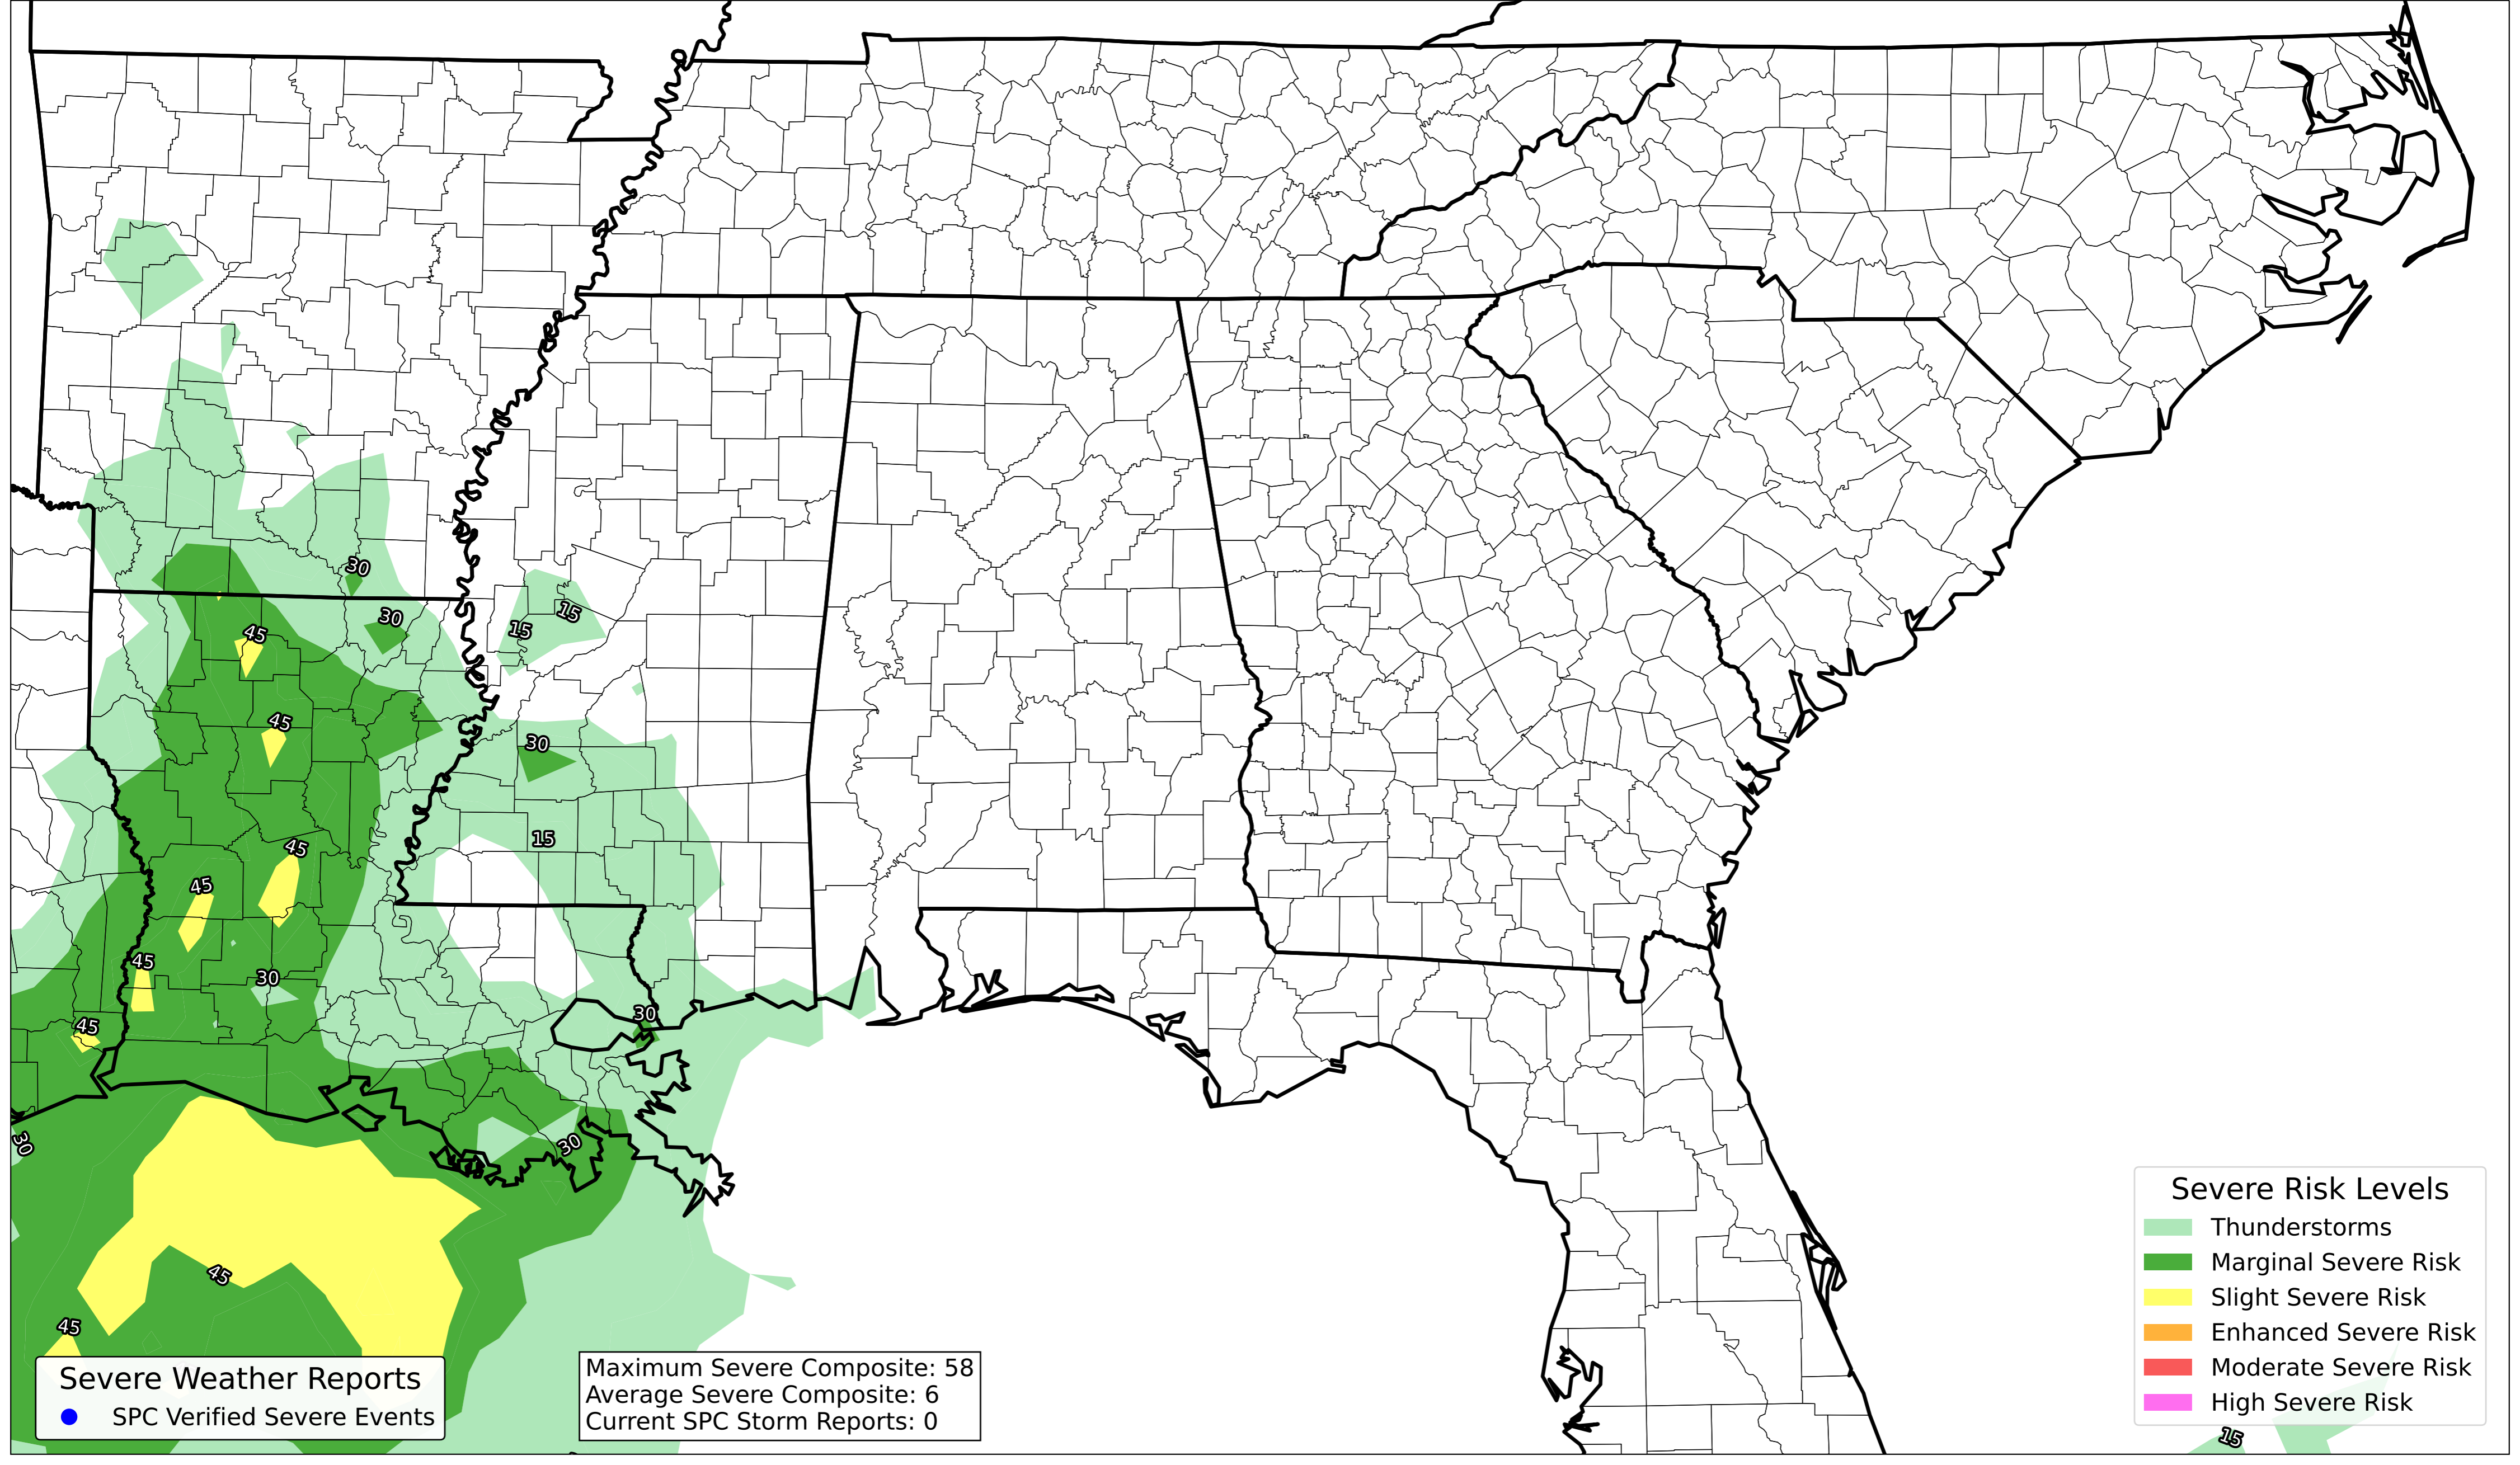 30
30
15
15
45
45
30
15
45
45
45
30
45
30
30
30
45
45
15
Severe Weather Reports
SPC Verified Severe Events
Maximum Severe Composite: 58
Average Severe Composite: 6
Current SPC Storm Reports: 0
Severe Risk Levels
Thunderstorms
Marginal Severe Risk
Slight Severe Risk
Enhanced Severe Risk
Moderate Severe Risk
High Severe Risk